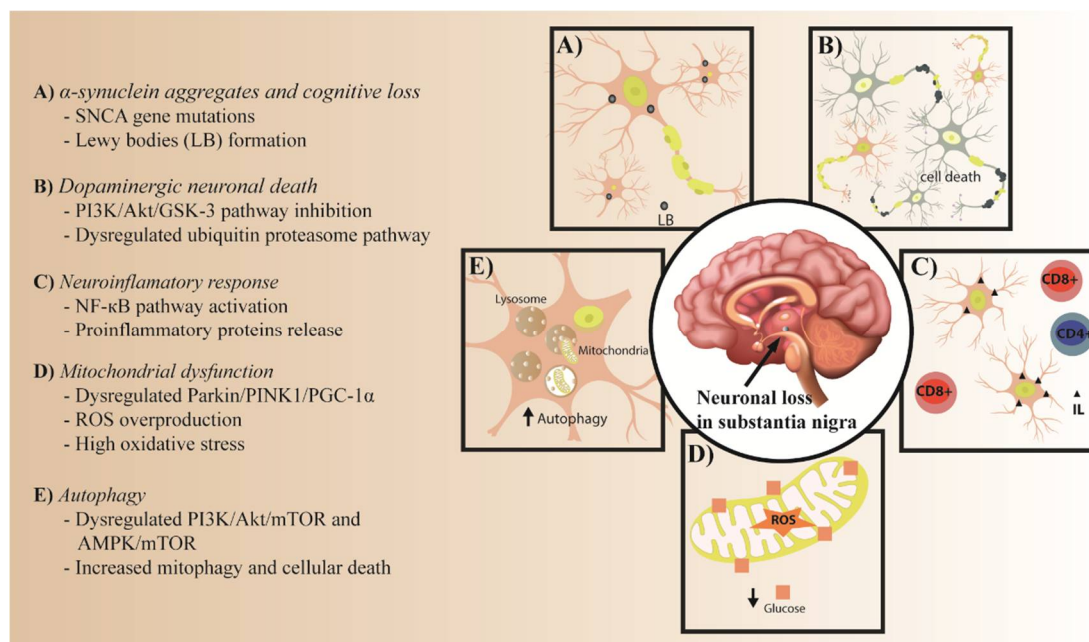 A) α-synuclein aggregates and cognitive loss
- SNCA gene mutations
- Lewy bodies (LB) formation
B) Dopaminergic neuronal death
- PI3K/Akt/GSK-3 pathway inhibition
- Dysregulated ubiquitin proteasome pathway
C) Neuroinflamatory response
- NF-κB pathway activation
- Proinflammatory proteins release
D) Mitochondrial dysfunction
- Dysregulated Parkin/PINK1/PGC-1α
- ROS overproduction
- High oxidative stress
E) Autophagy
- Dysregulated PI3K/Akt/mTOR and
AMPK/mTOR
- Increased mitophagy and cellular death
A)
LB
B)
cell death
E)
Lysosome
Mitochondria
Autophagy
Neuronal loss
in substantia nigra
C)
CD8+
CD4+
CD8+
IL
D)
ROS
Glucose